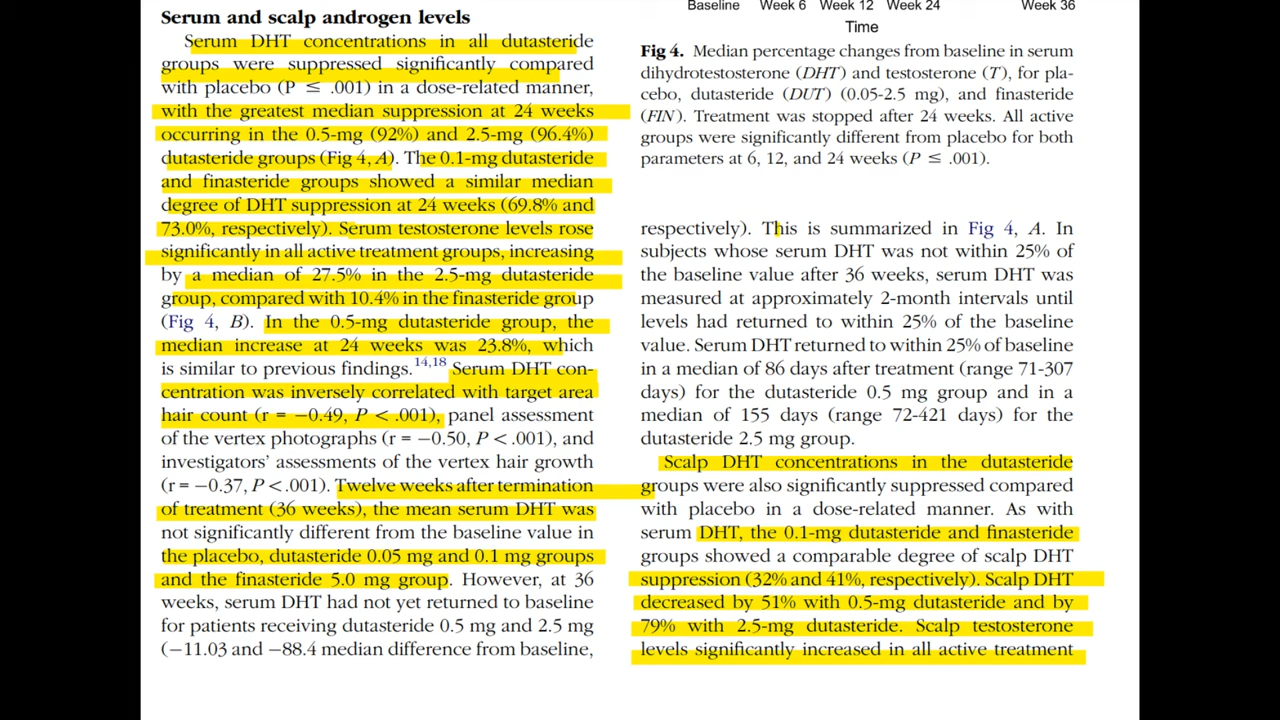 Serum and scalp androgen levels
Serum DHT concentrations in all dutasteride
groups were suppressed significantly compared
with placebo (P ≤ .001) in a dose-related manner,
with the greatest median suppression at 24 weeks
occurring in the 0.5-mg (92%) and 2.5-mg (96.4%)
dutasteride groups (Fig 4, A). The 0.1-mg dutasteride
and finasteride groups showed a similar median
degree of DHT suppression at 24 weeks (69.8% and
73.0%, respectively). Serum testosterone levels rose
significantly in all active treatment groups, increasing
by a median of 27.5% in the 2.5-mg dutasteride
group, compared with 10.4% in the finasteride group
(Fig 4, B). In the 0.5-mg dutasteride group, the
median increase at 24 weeks was 23.8%, which
is similar to previous findings.14,18 Serum DHT con-
centration was inversely correlated with target area
hair count (r = −0.49, P < .001), panel assessment
of the vertex photographs (r = −0.50, P < .001), and
investigators' assessments of the vertex hair growth
(r = −0.37, P < .001). Twelve weeks after termination
of treatment (36 weeks), the mean serum DHT was
not significantly different from the baseline value in
the placebo, dutasteride 0.05 mg and 0.1 mg groups
and the finasteride 5.0 mg group. However, at 36
weeks, serum DHT had not yet returned to baseline
for patients receiving dutasteride 0.5 mg and 2.5 mg
(−11.03 and −88.4 median difference from baseline,
Baseline Week 6 Week 12 Week 24 Week 36
Time
Fig 4. Median percentage changes from baseline in serum
dihydrotestosterone (DHT) and testosterone (T), for pla-
cebo, dutasteride (DUT) (0.05-2.5 mg), and finasteride
(FIN). Treatment was stopped after 24 weeks. All active
groups were significantly different from placebo for both
parameters at 6, 12, and 24 weeks (P ≤ .001).
respectively). This is summarized in Fig 4, A. In
subjects whose serum DHT was not within 25% of
the baseline value after 36 weeks, serum DHT was
measured at approximately 2-month intervals until
levels had returned to within 25% of the baseline
value. Serum DHT returned to within 25% of baseline
in a median of 86 days after treatment (range 71-307
days) for the dutasteride 0.5 mg group and in a
median of 155 days (range 72-421 days) for the
dutasteride 2.5 mg group.
Scalp DHT concentrations in the dutasteride
groups were also significantly suppressed compared
with placebo in a dose-related manner. As with
serum DHT, the 0.1-mg dutasteride and finasteride
groups showed a comparable degree of scalp DHT
suppression (32% and 41%, respectively). Scalp DHT
decreased by 51% with 0.5-mg dutasteride and by
79% with 2.5-mg dutasteride. Scalp testosterone
levels significantly increased in all active treatment